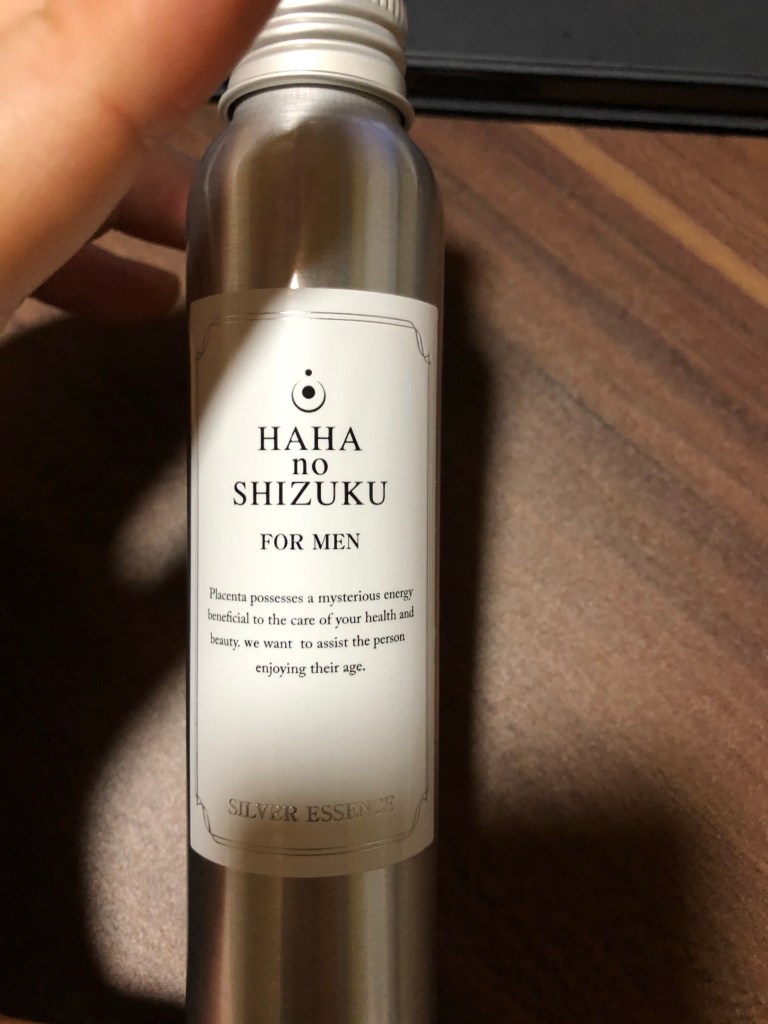 HAHA
no
SHIZUKU
FOR MEN
Placenta possesses a mysterious energy
beneficial to the care of your health and
beauty. we want to assist the person
enjoying their age.
SILVER ESSENCE